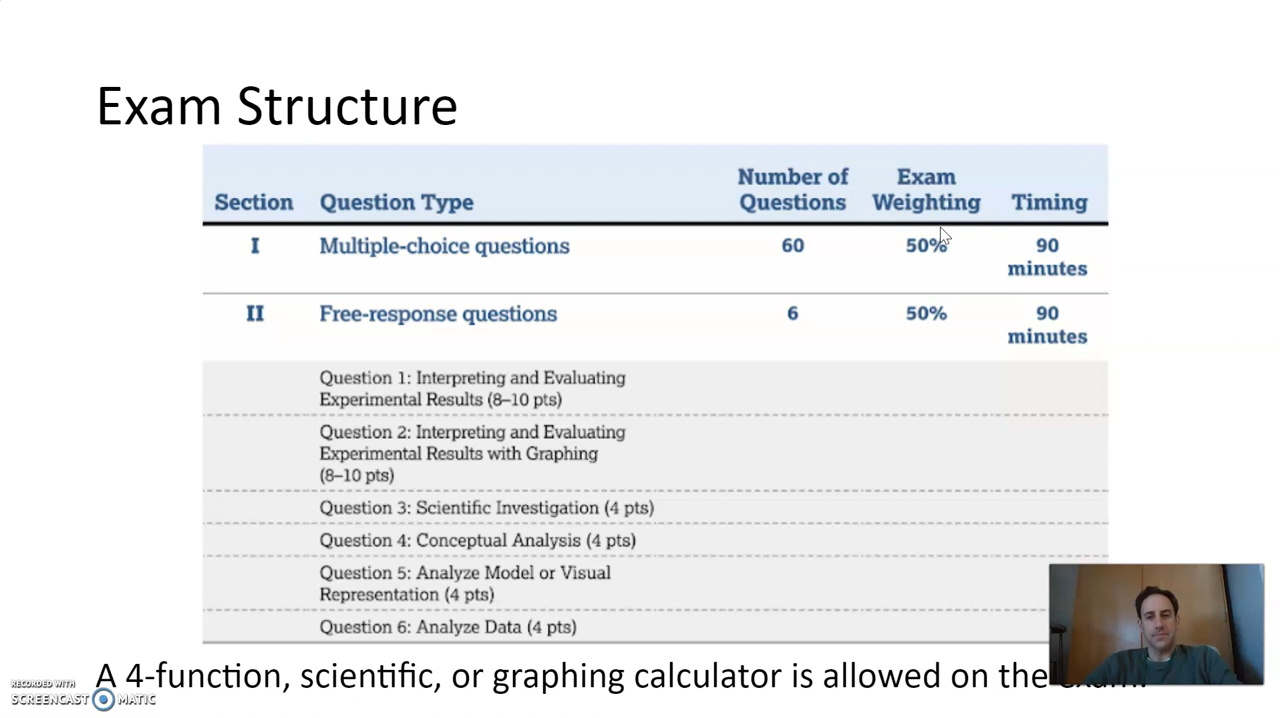 Exam Structure
Number of Exam
Section Question Type Questions Weighting Timing
I Multiple-choice questions 60 50% 90
minutes
II Free-response questions 6 50% 90
minutes
Question 1: Interpreting and Evaluating
Experimental Results (8–10 pts)
Question 2: Interpreting and Evaluating
Experimental Results with Graphing
(8–10 pts)
Question 3: Scientific Investigation (4 pts)
Question 4: Conceptual Analysis (4 pts)
Question 5: Analyze Model or Visual
Representation (4 pts)
Question 6: Analyze Data (4 pts)
A 4-function, scientific, or graphing calculator is allowed on the exam.
RECORDED WITH
SCREENCAST MATIC